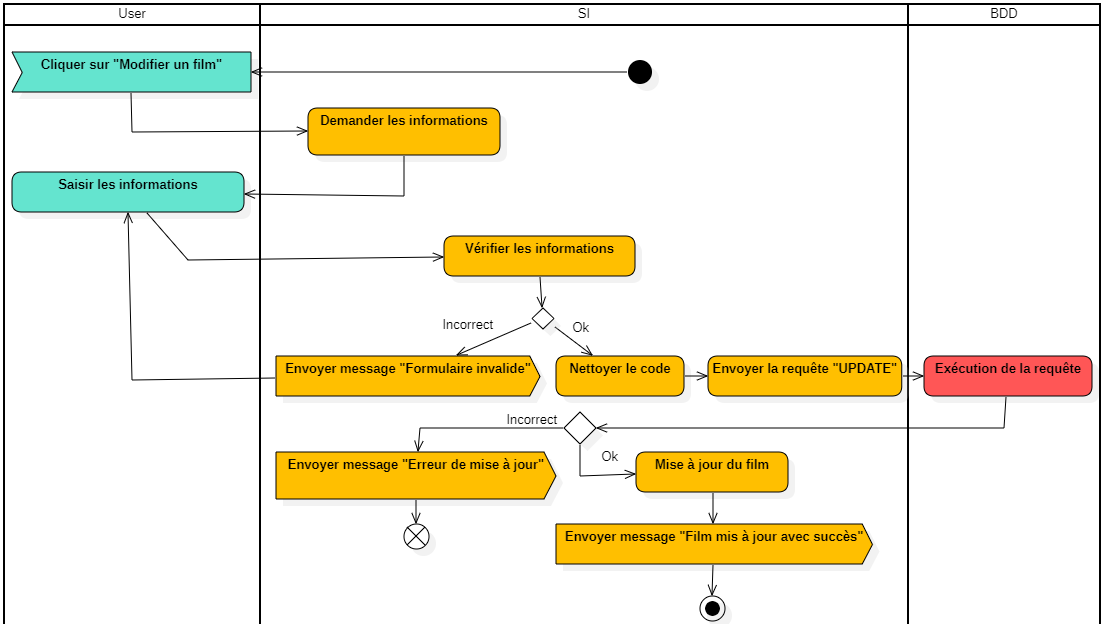 User
SI
BDD
Cliquer sur "Modifier un film"
Demander les informations
Saisir les informations
Vérifier les informations
Incorrect
Ok
Envoyer message "Formulaire invalide"
Nettoyer le code
Envoyer la requête "UPDATE"
Exécution de la requête
Incorrect
Ok
Envoyer message "Erreur de mise à jour"
Mise à jour du film
Envoyer message "Film mis à jour avec succès"